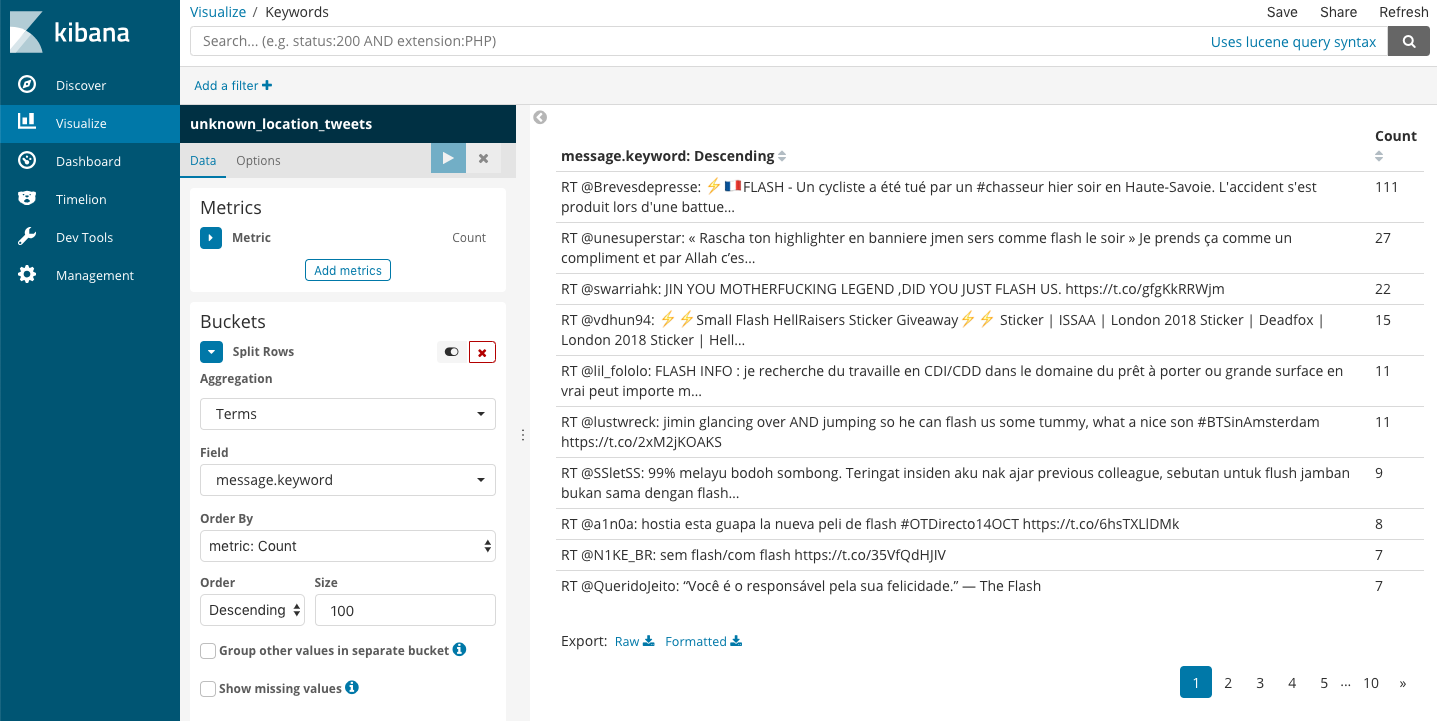 kibana
Discover
Visualize
Dashboard
Timelion
Dev Tools
Management
Visualize / Keywords
Save Share Refresh
Search... (e.g. status:200 AND extension:PHP)
Uses lucene query syntax
Add a filter +
unknown_location_tweets
Data Options
Metrics
Metric Count
Add metrics
Buckets
Split Rows
Aggregation
Terms
Field
message.keyword
Order By
metric: Count
Order Size
Descending 100
Group other values in separate bucket
Show missing values
message.keyword: Descending Count
RT @Brevesdepresse: ⚡🇫🇷FLASH - Un cycliste a été tué par un #chasseur hier soir en Haute-Savoie. L'accident s'est 111
produit lors d'une battue…
RT @unesuperstar: « Rascha ton highlighter en banniere jmen sers comme flash le soir » Je prends ça comme un 27
compliment et par Allah c’es…
RT @swarriahk: JIN YOU MOTHERFUCKING LEGEND ,DID YOU JUST FLASH US. https://t.co/gfgKkRRWjm 22
RT @vdhun94: ⚡⚡Small Flash HellRaisers Sticker Giveaway⚡⚡ Sticker | ISSAA | London 2018 Sticker | Deadfox | 15
London 2018 Sticker | Hell…
RT @lil_fololo: FLASH INFO : je recherche du travaille en CDI/CDD dans le domaine du prêt à porter ou grande surface en 11
vrai peut importe m…
RT @lustwreck: jimin glancing over AND jumping so he can flash us some tummy, what a nice son #BTSinAmsterdam 11
https://t.co/2xM2jKOAKS
RT @SSletSS: 99% melayu bodoh sombong. Teringat insiden aku nak ajar previous colleague, sebutan untuk flush jamban 9
bukan sama dengan flash…
RT @a1n0a: hostia esta guapa la nueva peli de flash #OTDirecto14OCT https://t.co/6hsTXLlDMk 8
RT @N1KE_BR: sem flash/com flash https://t.co/35VfQdHJIV 7
RT @QueridoJeito: “Você é o responsável pela sua felicidade.” — The Flash 7
Export: Raw Formatted
1 2 3 4 5 ... 10 »